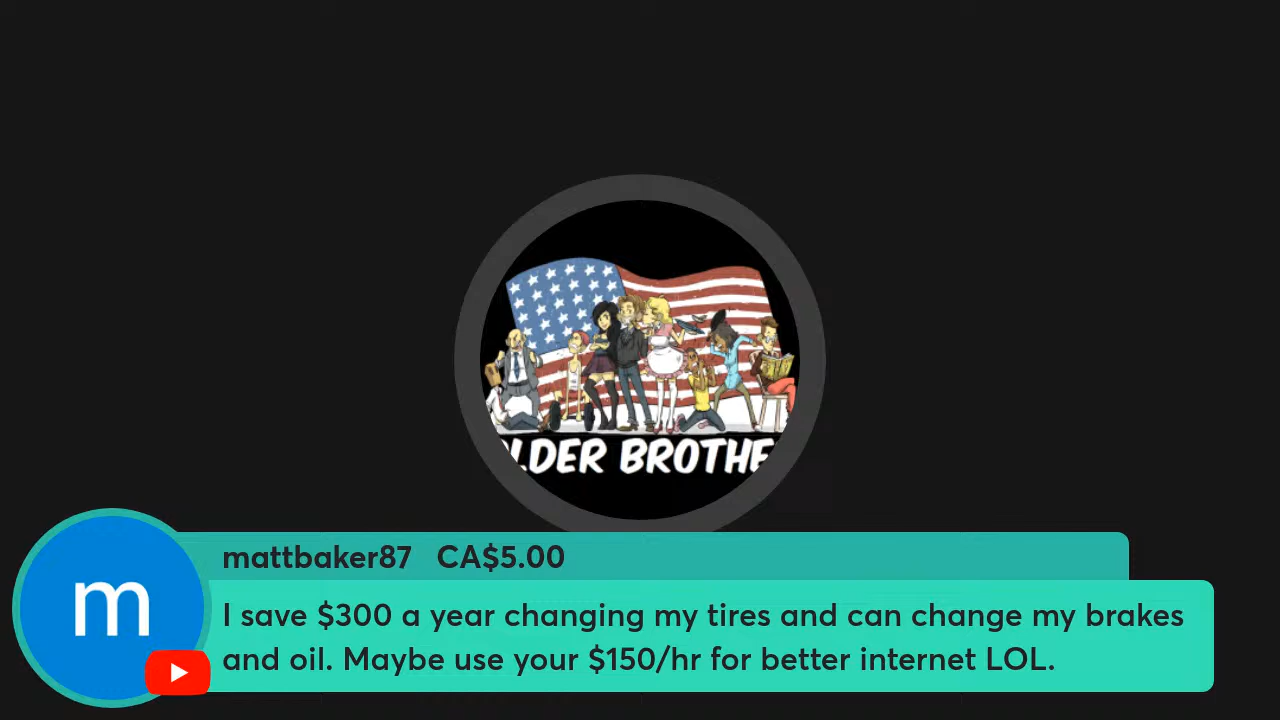 LDER BROTHE
mattbaker87 CA$5.00
m
I save $300 a year changing my tires and can change my brakes
and oil. Maybe use your $150/hr for better internet LOL.